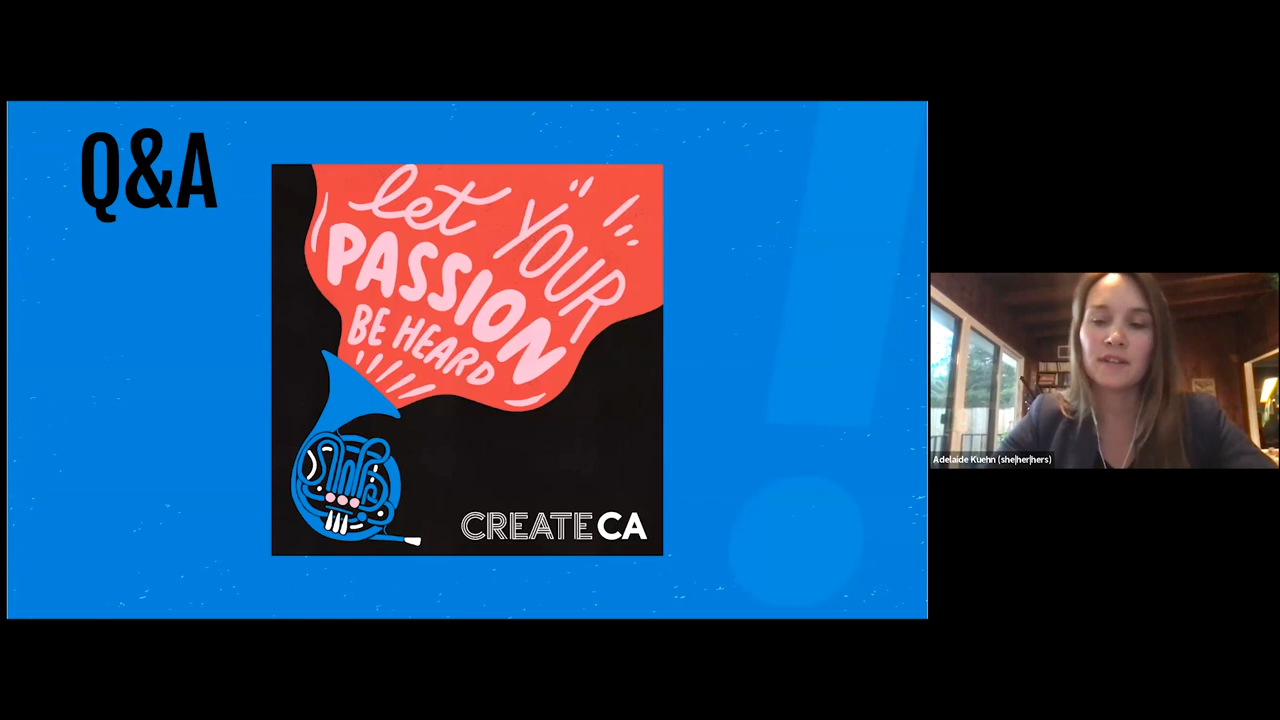 Q&A
let YOUR
PASSION
BE HEARD
CREATE CA
Adelaide Kuehn (she|her|hers)